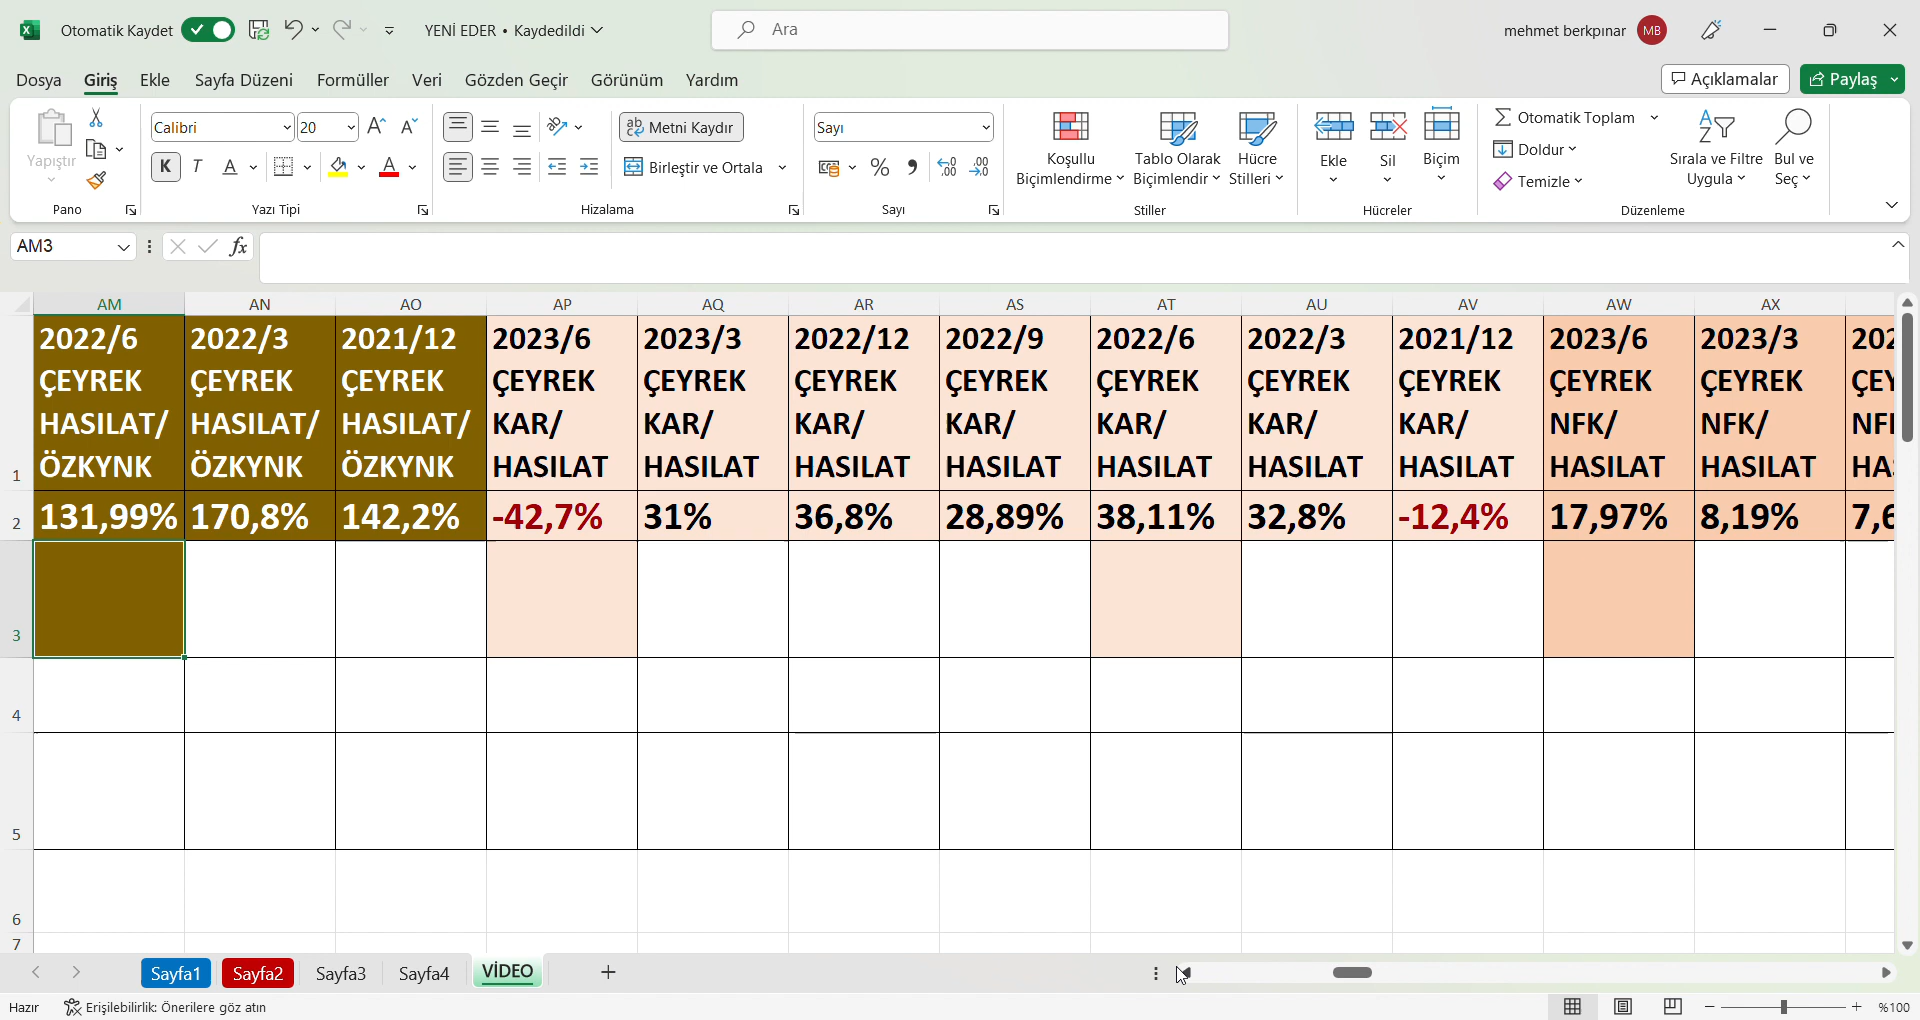 Otomatik Kaydet YENİ EDER • Kaydedildi Ara mehmet berkpınar MB
Dosya Giriş Ekle Sayfa Düzeni Formüller Veri Gözden Geçir Görünüm Yardım Açıklamalar Paylaş
Yapıştır
Pano
Calibri 20
K T A A
Yazı Tipi
ab Metni Kaydır
Birleştir ve Ortala
Hizalama
Sayı
%
Sayı
Koşullu Biçimlendirme
Tablo Olarak Biçimlendir
Hücre Stilleri
Stiller
Ekle Sil Biçim
Hücreler
Otomatik Toplam
Doldur
Temizle
Sırala ve Filtre Uygula
Bul ve Seç
Düzenleme
AM3 fx
AM AN AO AP AQ AR AS AT AU AV AW AX
2022/6 2022/3 2021/12 2023/6 2023/3 2022/12 2022/9 2022/6 2022/3 2021/12 2023/6 2023/3 202
ÇEYREK ÇEYREK ÇEYREK ÇEYREK ÇEYREK ÇEYREK ÇEYREK ÇEYREK ÇEYREK ÇEYREK ÇEYREK ÇEYREK ÇEY
HASILAT/ HASILAT/ HASILAT/ KAR/ KAR/ KAR/ KAR/ KAR/ KAR/ KAR/ NFK/ NFK/ NF
1 ÖZKYNK ÖZKYNK ÖZKYNK HASILAT HASILAT HASILAT HASILAT HASILAT HASILAT HASILAT HASILAT HASILAT HA
2 131,99% 170,8% 142,2% -42,7% 31% 36,8% 28,89% 38,11% 32,8% -12,4% 17,97% 8,19% 7,6
3
4
5
6
7
Sayfa1 Sayfa2 Sayfa3 Sayfa4 VİDEO +
Hazır Erişilebilirlik: Önerilere göz atın %100